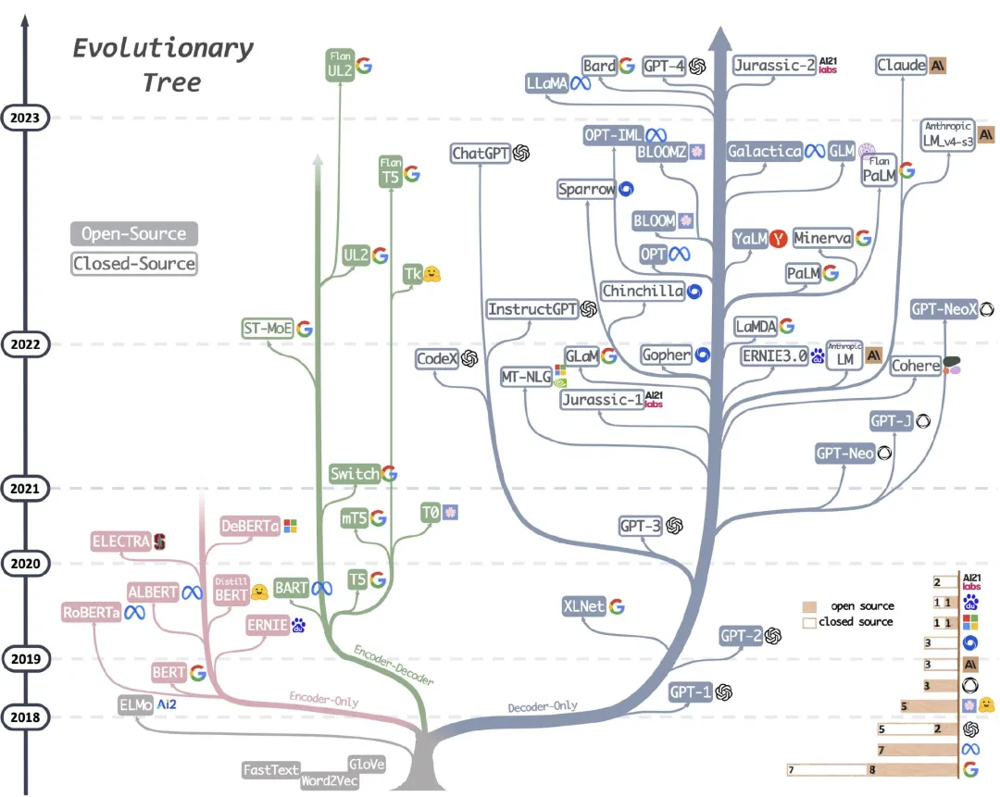 Evolutionary
Tree
2023
2022
2021
2020
2019
2018
Open-Source
Closed-Source
Flan
UL2
Flan
T5
UL2
Tk
ST-MoE
Switch
mT5
T0
T5
BART
Encoder-Decoder
DeBERTa
ELECTRA
Distill
BERT
ALBERT
RoBERTa
ERNIE
BERT
Encoder-Only
ELMo
Ai2
FastText
Word2Vec
GloVe
Bard
GPT-4
Jurassic-2
AI21
labs
Claude
A\
LLaMA
OPT-IML
BLOOMZ
ChatGPT
Galactica
GLM
Anthropic
LM_v4-s3
A\
Flan
PaLM
Sparrow
BLOOM
YaLM
Y
Minerva
OPT
PaLM
Chinchilla
InstructGPT
GPT-NeoX
LaMDA
CodeX
GLaM
Gopher
ERNIE3.0
du
Anthropic
LM
A\
Cohere
MT-NLG
Jurassic-1
AI21
labs
GPT-J
GPT-Neo
GPT-3
XLNet
GPT-2
GPT-1
Decoder-Only
open source
closed source
2
AI21
labs
1 1
du
1 1
3
3
A\
3
5
5 2
7
7 8